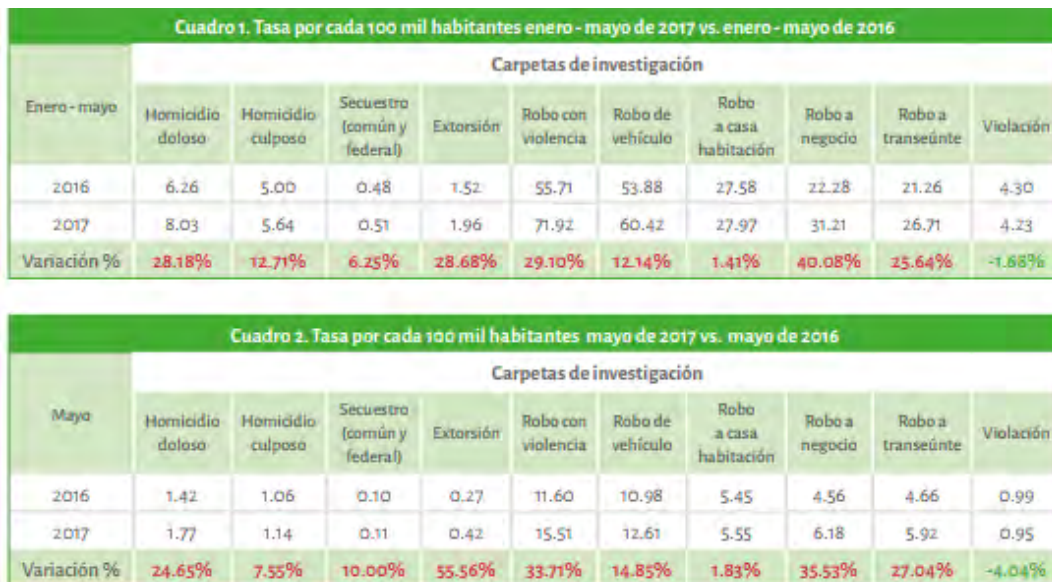 Cuadro 1. Tasa por cada 100 mil habitantes enero - mayo de 2017 vs. enero - mayo de 2016
Carpetas de investigación
Enero - mayo Homicidio doloso Homicidio culposo Secuestro (común y federal) Extorsión Robo con violencia Robo de vehículo Robo a casa habitación Robo a negocio Robo a transeúnte Violación
2016 6.26 5.00 0.48 1.52 55.71 53.88 27.58 22.28 21.26 4.30
2017 8.03 5.64 0.51 1.96 71.92 60.42 27.97 31.21 26.71 4.23
Variación % 28.18% 12.71% 6.25% 28.68% 29.10% 12.14% 1.41% 40.08% 25.64% -1.68%
Cuadro 2. Tasa por cada 100 mil habitantes mayo de 2017 vs. mayo de 2016
Carpetas de investigación
Mayo Homicidio doloso Homicidio culposo Secuestro (común y federal) Extorsión Robo con violencia Robo de vehículo Robo a casa habitación Robo a negocio Robo a transeúnte Violación
2016 1.42 1.06 0.10 0.27 11.60 10.98 5.45 4.56 4.66 0.99
2017 1.77 1.14 0.11 0.42 15.51 12.61 5.55 6.18 5.92 0.95
Variación % 24.65% 7.55% 10.00% 55.56% 33.71% 14.85% 1.83% 35.53% 27.04% -4.04%